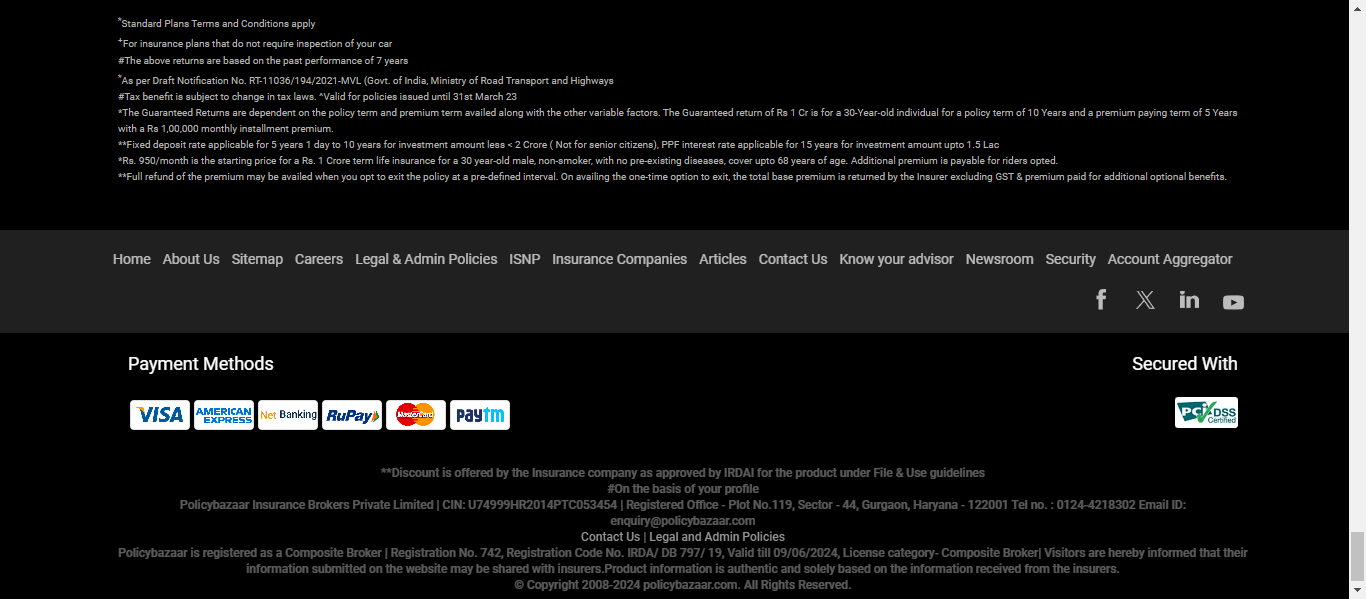 *Standard Plans Terms and Conditions apply
+For insurance plans that do not require inspection of your car
#The above returns are based on the past performance of 7 years
*As per Draft Notification No. RT-11036/194/2021-MVL (Govt. of India, Ministry of Road Transport and Highways
#Tax benefit is subject to change in tax laws. ^Valid for policies issued until 31st March 23
*The Guaranteed Returns are dependent on the policy term and premium term availed along with the other variable factors. The Guaranteed return of Rs 1 Cr is for a 30-Year-old individual for a policy term of 10 Years and a premium paying term of 5 Years
with a Rs 1,00,000 monthly installment premium.
**Fixed deposit rate applicable for 5 years 1 day to 10 years for investment amount less < 2 Crore ( Not for senior citizens), PPF interest rate applicable for 15 years for investment amount upto 1.5 Lac
*Rs. 950/month is the starting price for a Rs. 1 Crore term life insurance for a 30 year-old male, non-smoker, with no pre-existing diseases, cover upto 68 years of age. Additional premium is payable for riders opted.
**Full refund of the premium may be availed when you opt to exit the policy at a pre-defined interval. On availing the one-time option to exit, the total base premium is returned by the Insurer excluding GST & premium paid for additional optional benefits.
Home About Us Sitemap Careers Legal & Admin Policies ISNP Insurance Companies Articles Contact Us Know your advisor Newsroom Security Account Aggregator
Payment Methods Secured With
VISA AMERICAN EXPRESS Net Banking RuPay MasterCard paytm PCI DSS Certified
**Discount is offered by the Insurance company as approved by IRDAI for the product under File & Use guidelines
#On the basis of your profile
Policybazaar Insurance Brokers Private Limited | CIN: U74999HR2014PTC053454 | Registered Office - Plot No.119, Sector - 44, Gurgaon, Haryana - 122001 Tel no. : 0124-4218302 Email ID:
enquiry@policybazaar.com
Contact Us | Legal and Admin Policies
Policybazaar is registered as a Composite Broker | Registration No. 742, Registration Code No. IRDA/ DB 797/ 19, Valid till 09/06/2024, License category- Composite Broker| Visitors are hereby informed that their
information submitted on the website may be shared with insurers.Product information is authentic and solely based on the information received from the insurers.
© Copyright 2008-2024 policybazaar.com. All Rights Reserved.